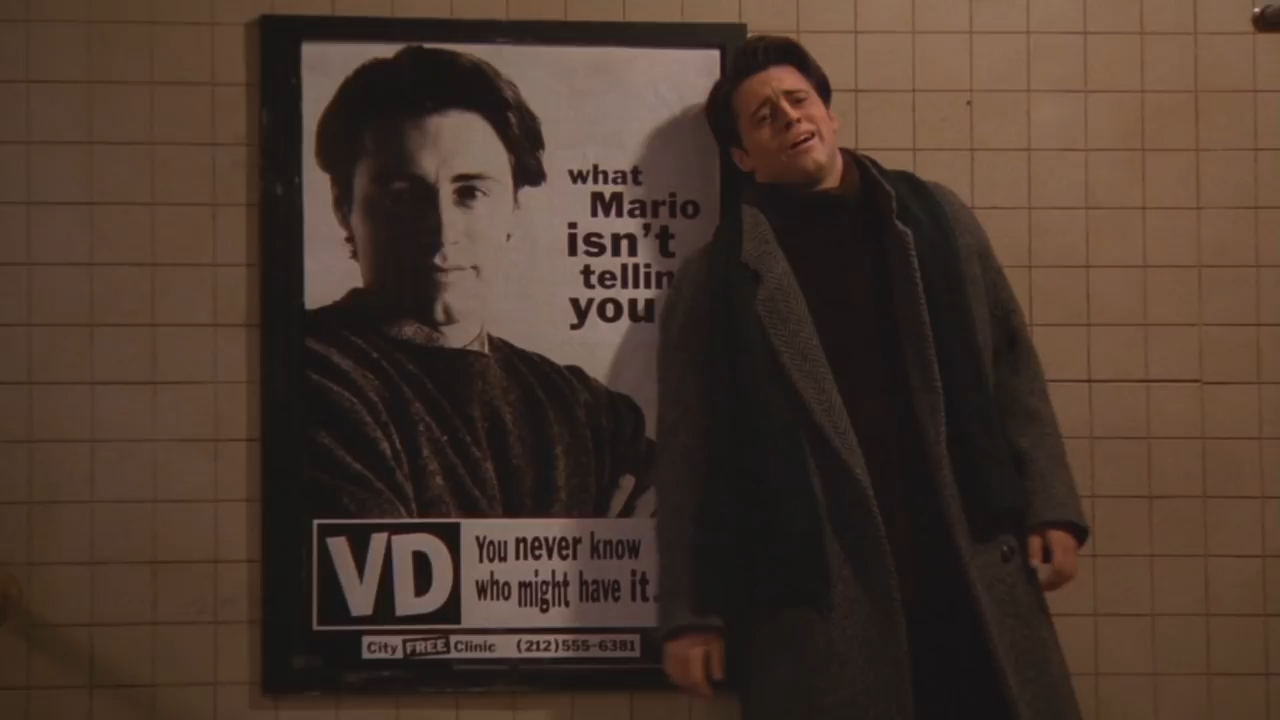 what
Mario
isn't
tellin
you
VD
You never know
who might have it.
City FREE Clinic (212)555-6381